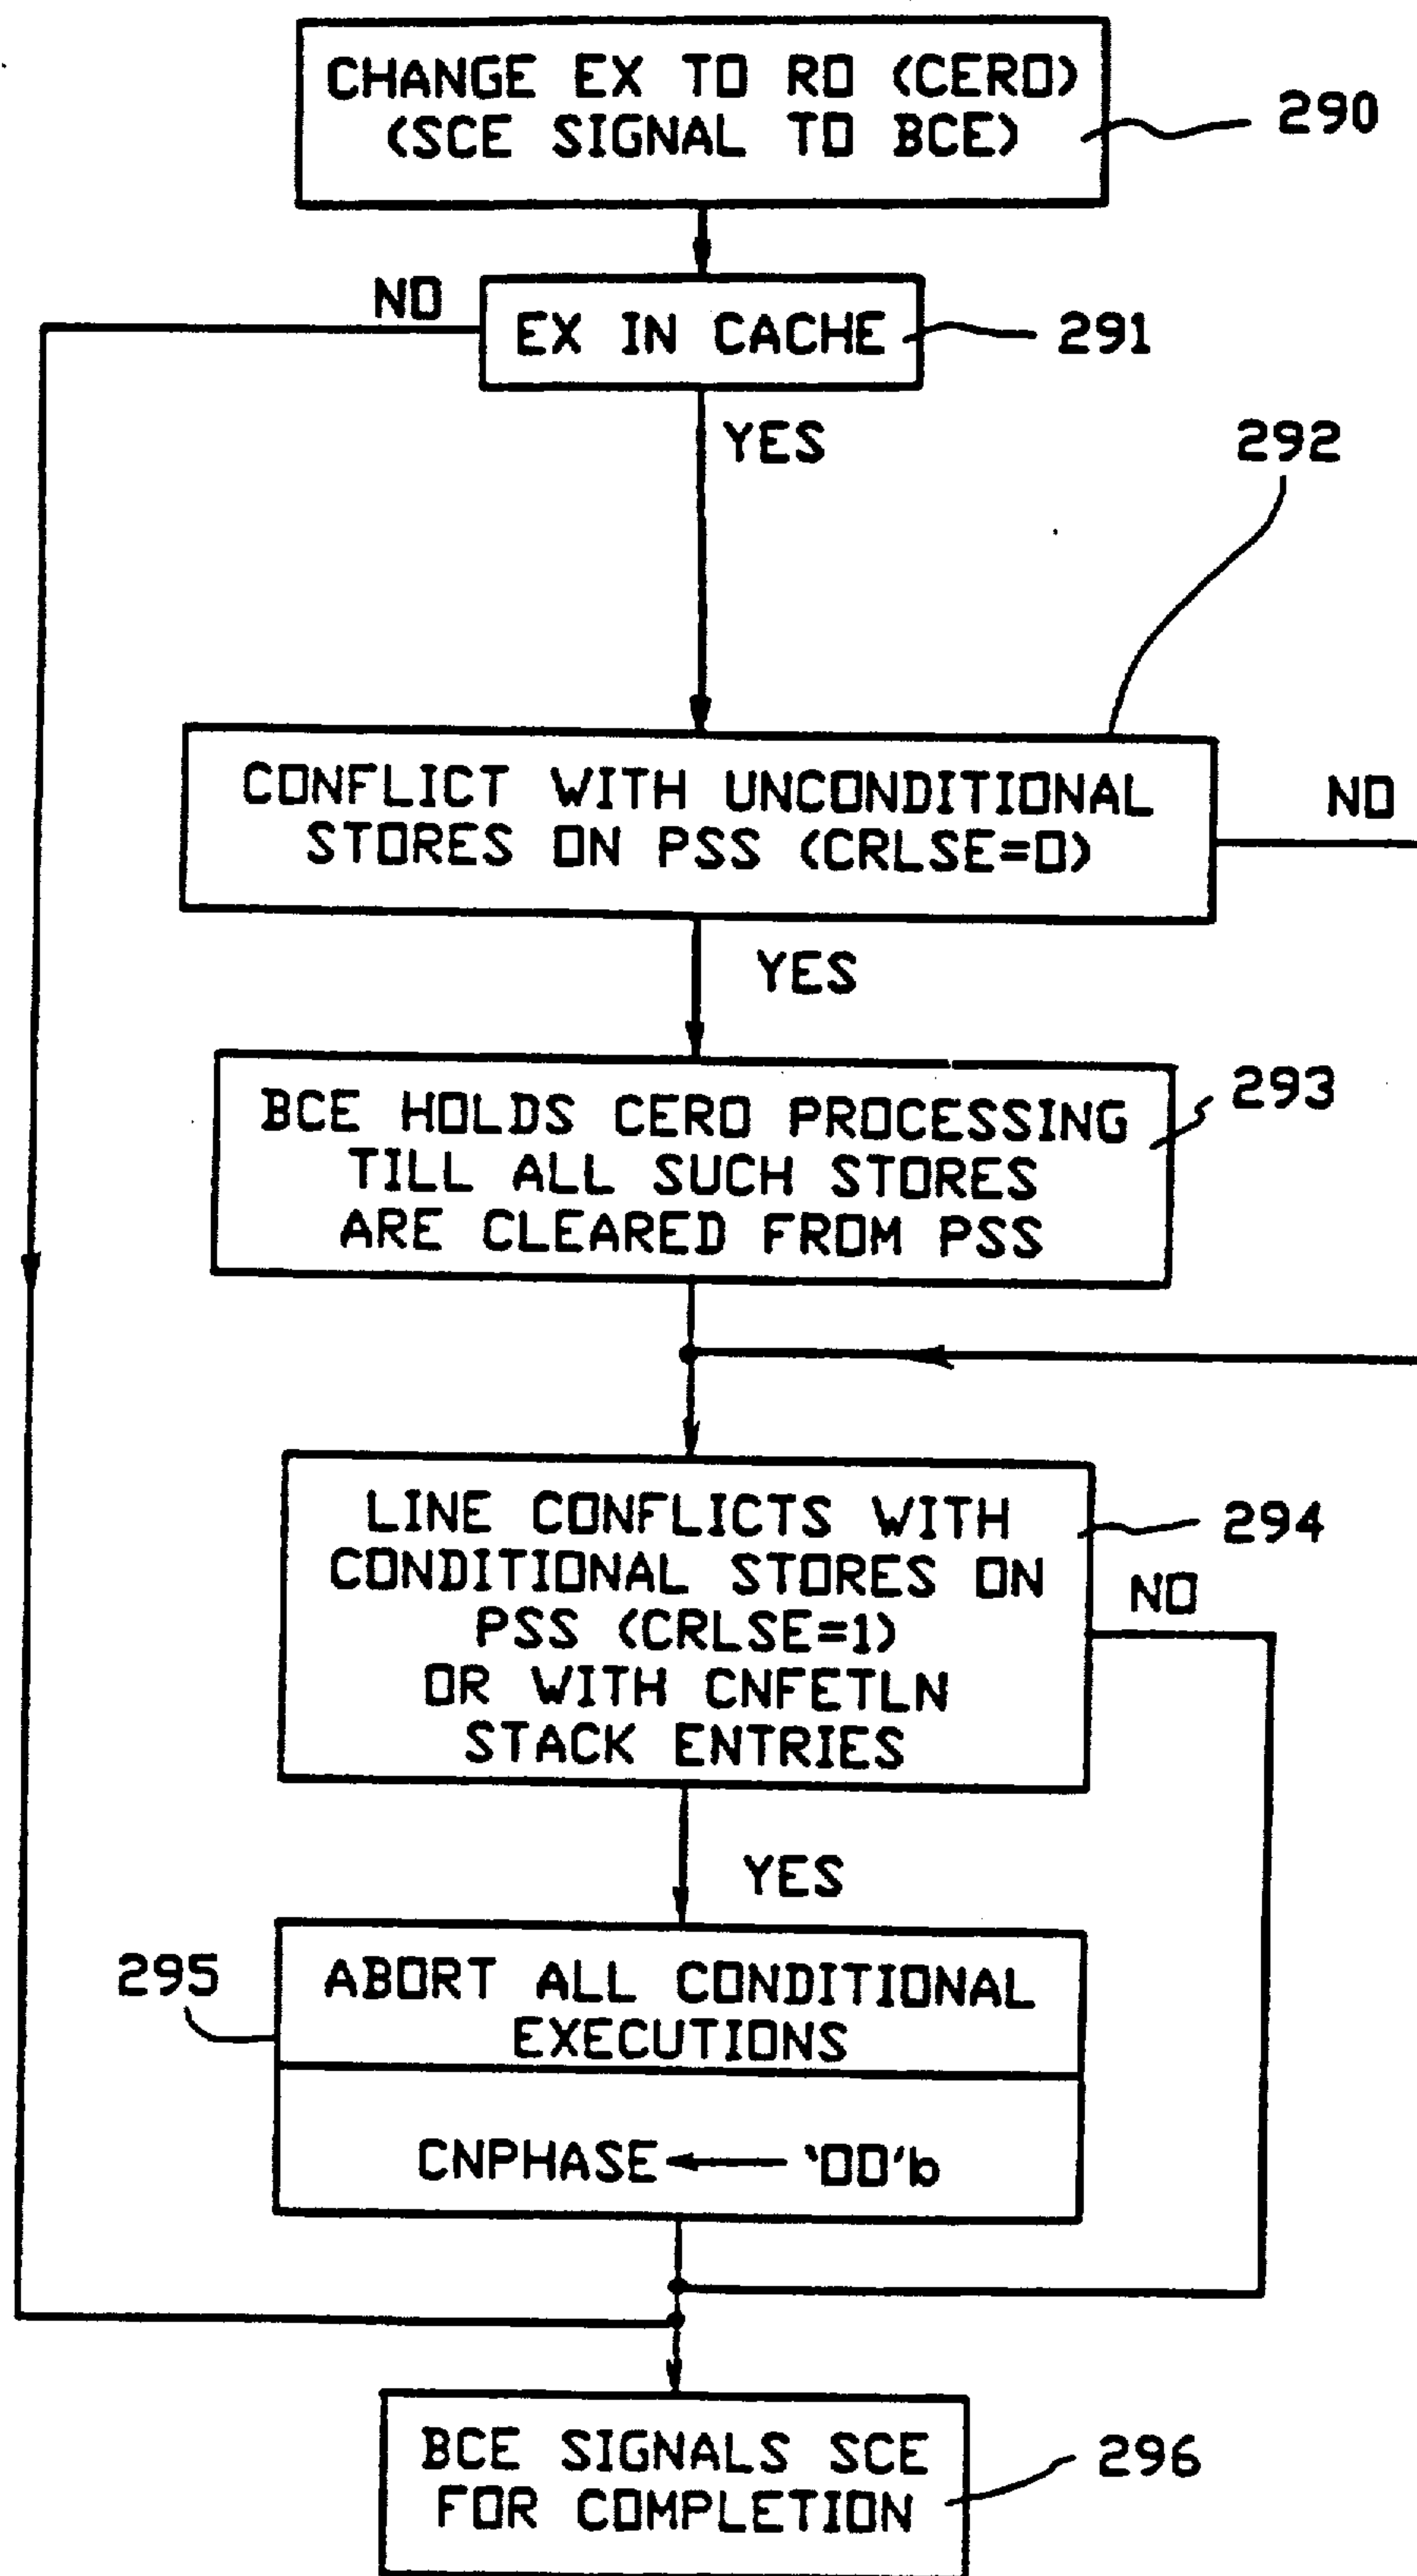 CHANGE EX TO RO (CERO)
(SCE SIGNAL TO BCE)
290
NO
EX IN CACHE
291
YES
292
CONFLICT WITH UNCONDITIONAL
STORES ON PSS (CRLSE=0)
NO
YES
BCE HOLDS CERO PROCESSING
TILL ALL SUCH STORES
ARE CLEARED FROM PSS
293
LINE CONFLICTS WITH
CONDITIONAL STORES ON
PSS (CRLSE=1)
OR WITH CNFETLN
STACK ENTRIES
294
NO
YES
295
ABORT ALL CONDITIONAL
EXECUTIONS
CNPHASE ← '00'b
BCE SIGNALS SCE
FOR COMPLETION
296